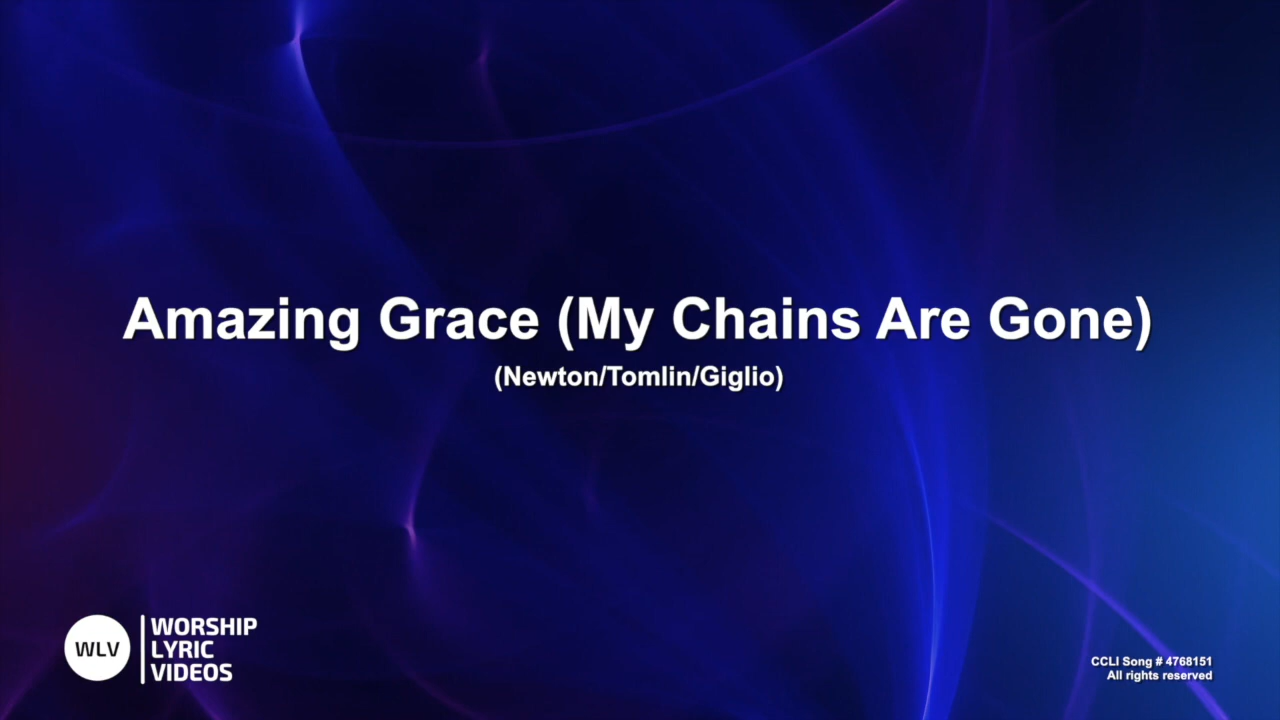 Amazing Grace (My Chains Are Gone)
(Newton/Tomlin/Giglio)
WLV
WORSHIP
LYRIC
VIDEOS
CCLI Song # 4768151
All rights reserved